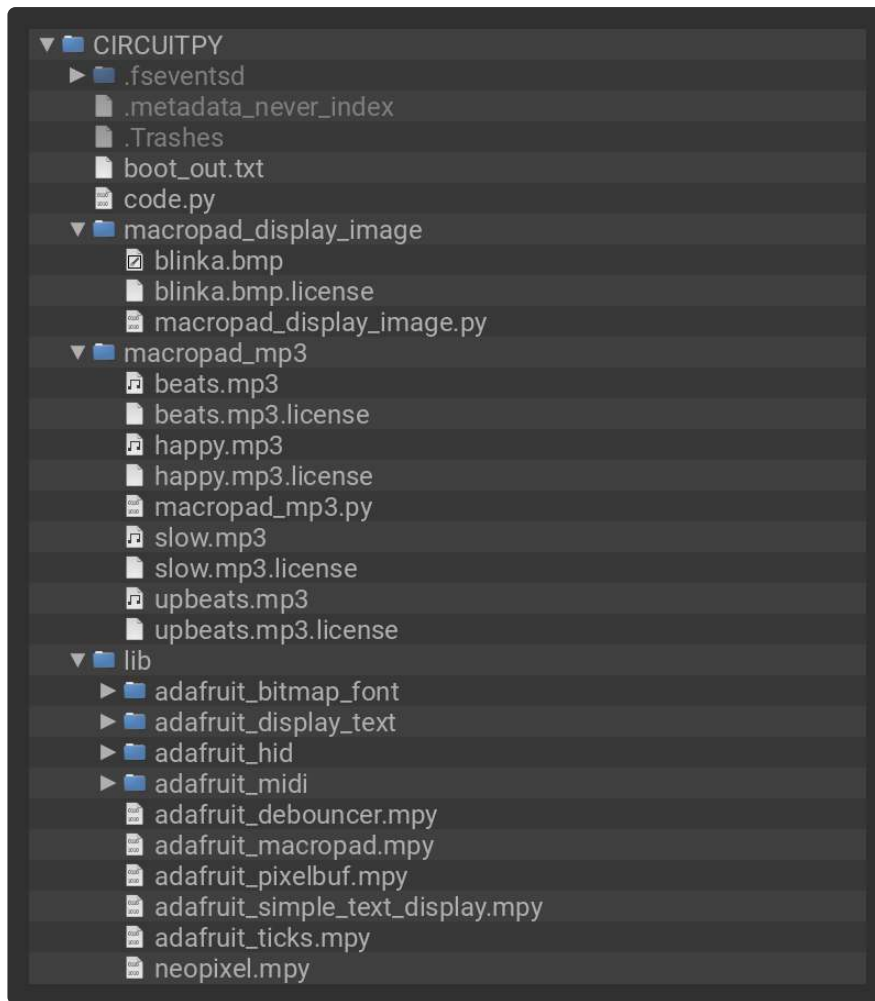 CIRCUITPY
.fseventsd
.metadata_never_index
.Trashes
boot_out.txt
code.py
macropad_display_image
blinka.bmp
blinka.bmp.license
macropad_display_image.py
macropad_mp3
beats.mp3
beats.mp3.license
happy.mp3
happy.mp3.license
macropad_mp3.py
slow.mp3
slow.mp3.license
upbeats.mp3
upbeats.mp3.license
lib
adafruit_bitmap_font
adafruit_display_text
adafruit_hid
adafruit_midi
adafruit_debouncer.mpy
adafruit_macropad.mpy
adafruit_pixelbuf.mpy
adafruit_simple_text_display.mpy
adafruit_ticks.mpy
neopixel.mpy